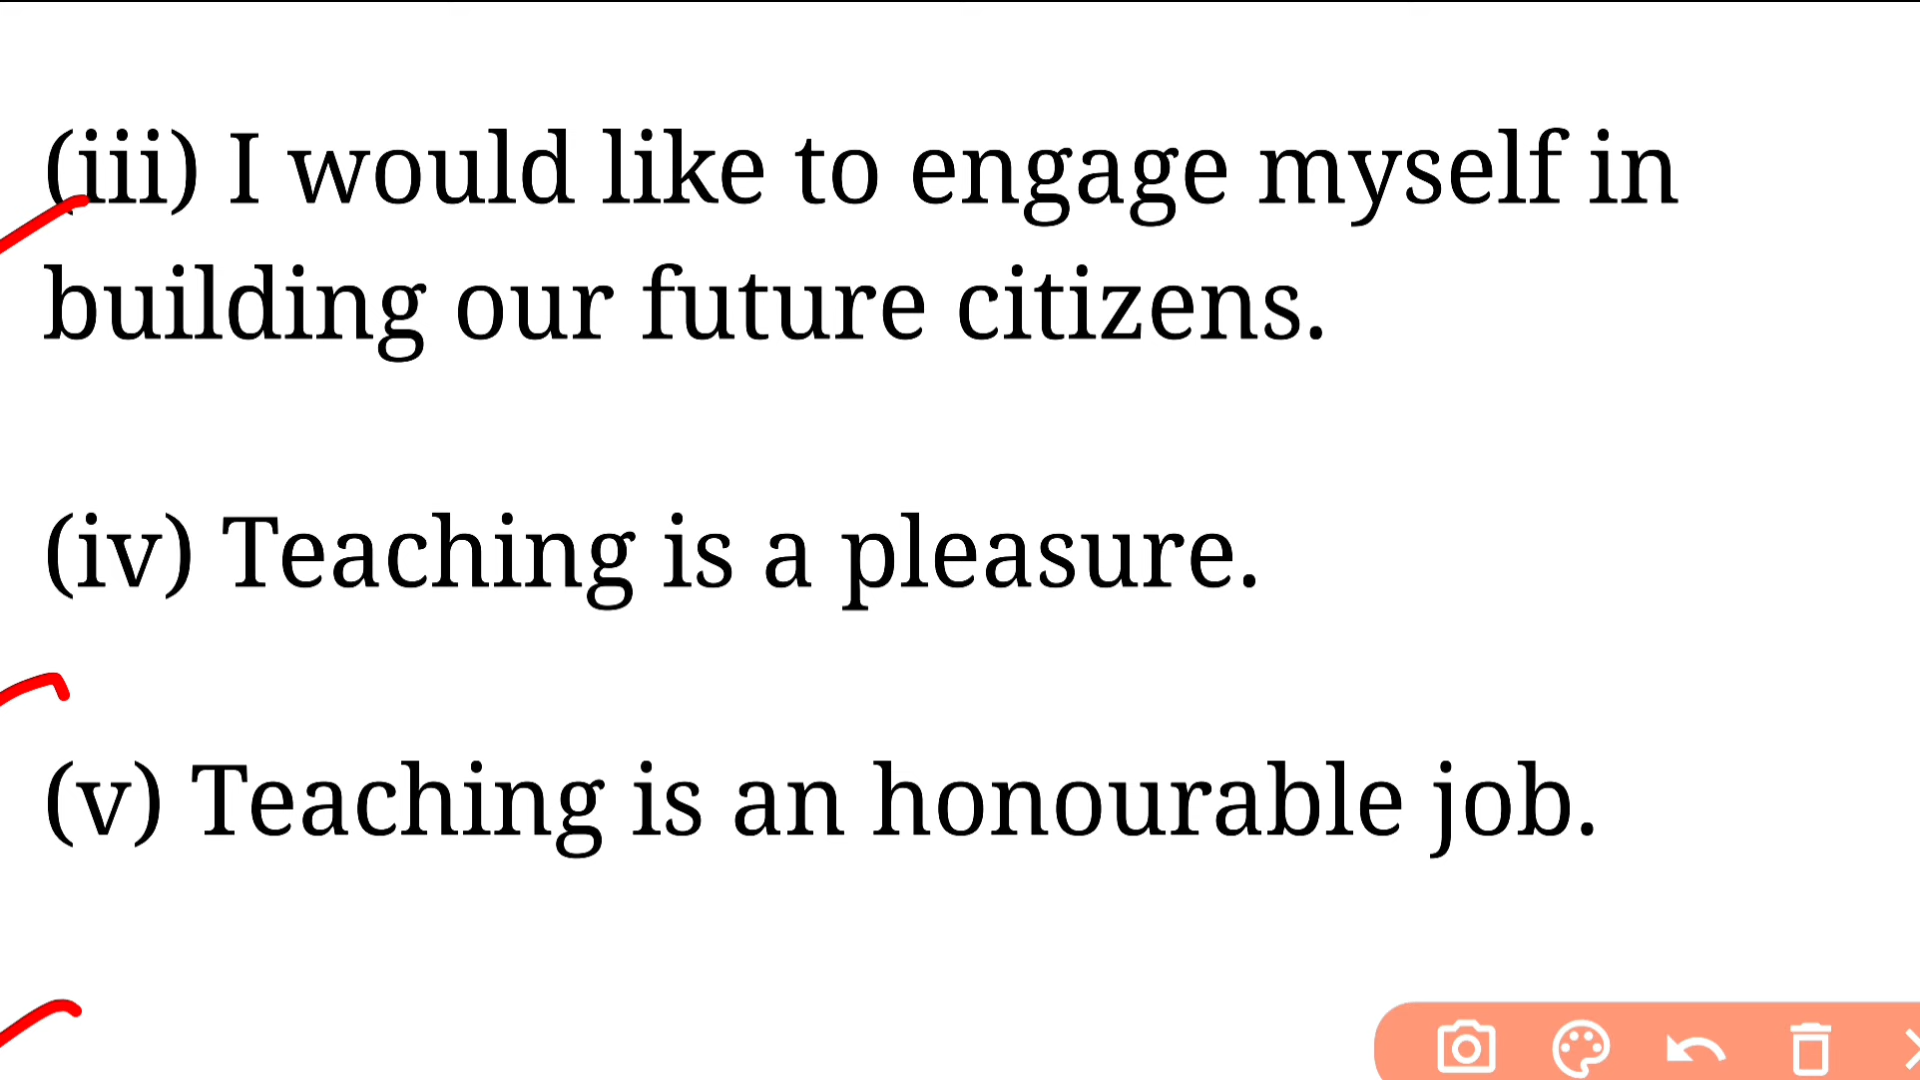 (iii) I would like to engage myself in
building our future citizens.
(iv) Teaching is a pleasure.
(v) Teaching is an honourable job.